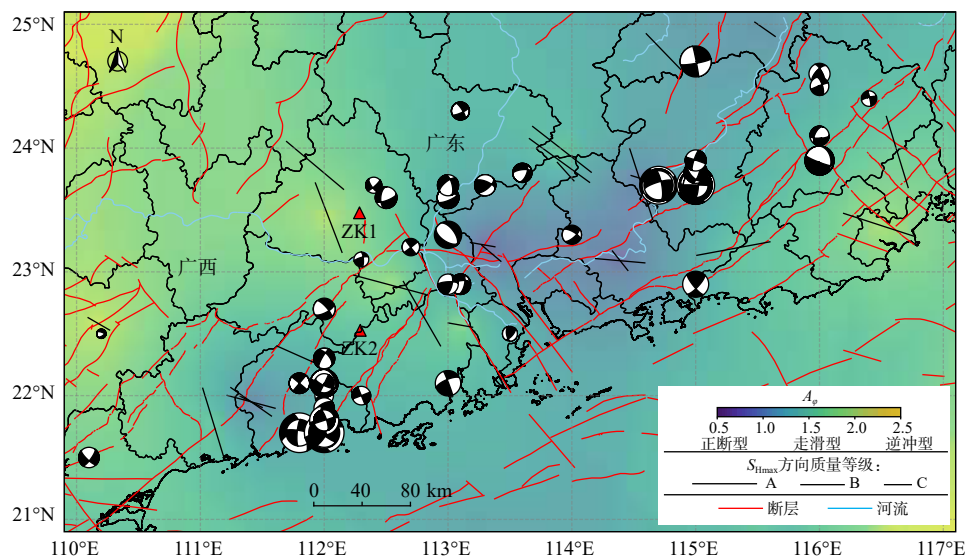 25°N
24°N
23°N
22°N
21°N
N
广东
ZK1
广西
ZK2
0 40 80 km
Aφ
0.5 1.0 1.5 2.0 2.5
正断型 走滑型 逆冲型
SHmax方向质量等级：
A B C
断层 河流
110°E 111°E 112°E 113°E 114°E 115°E 116°E 117°E